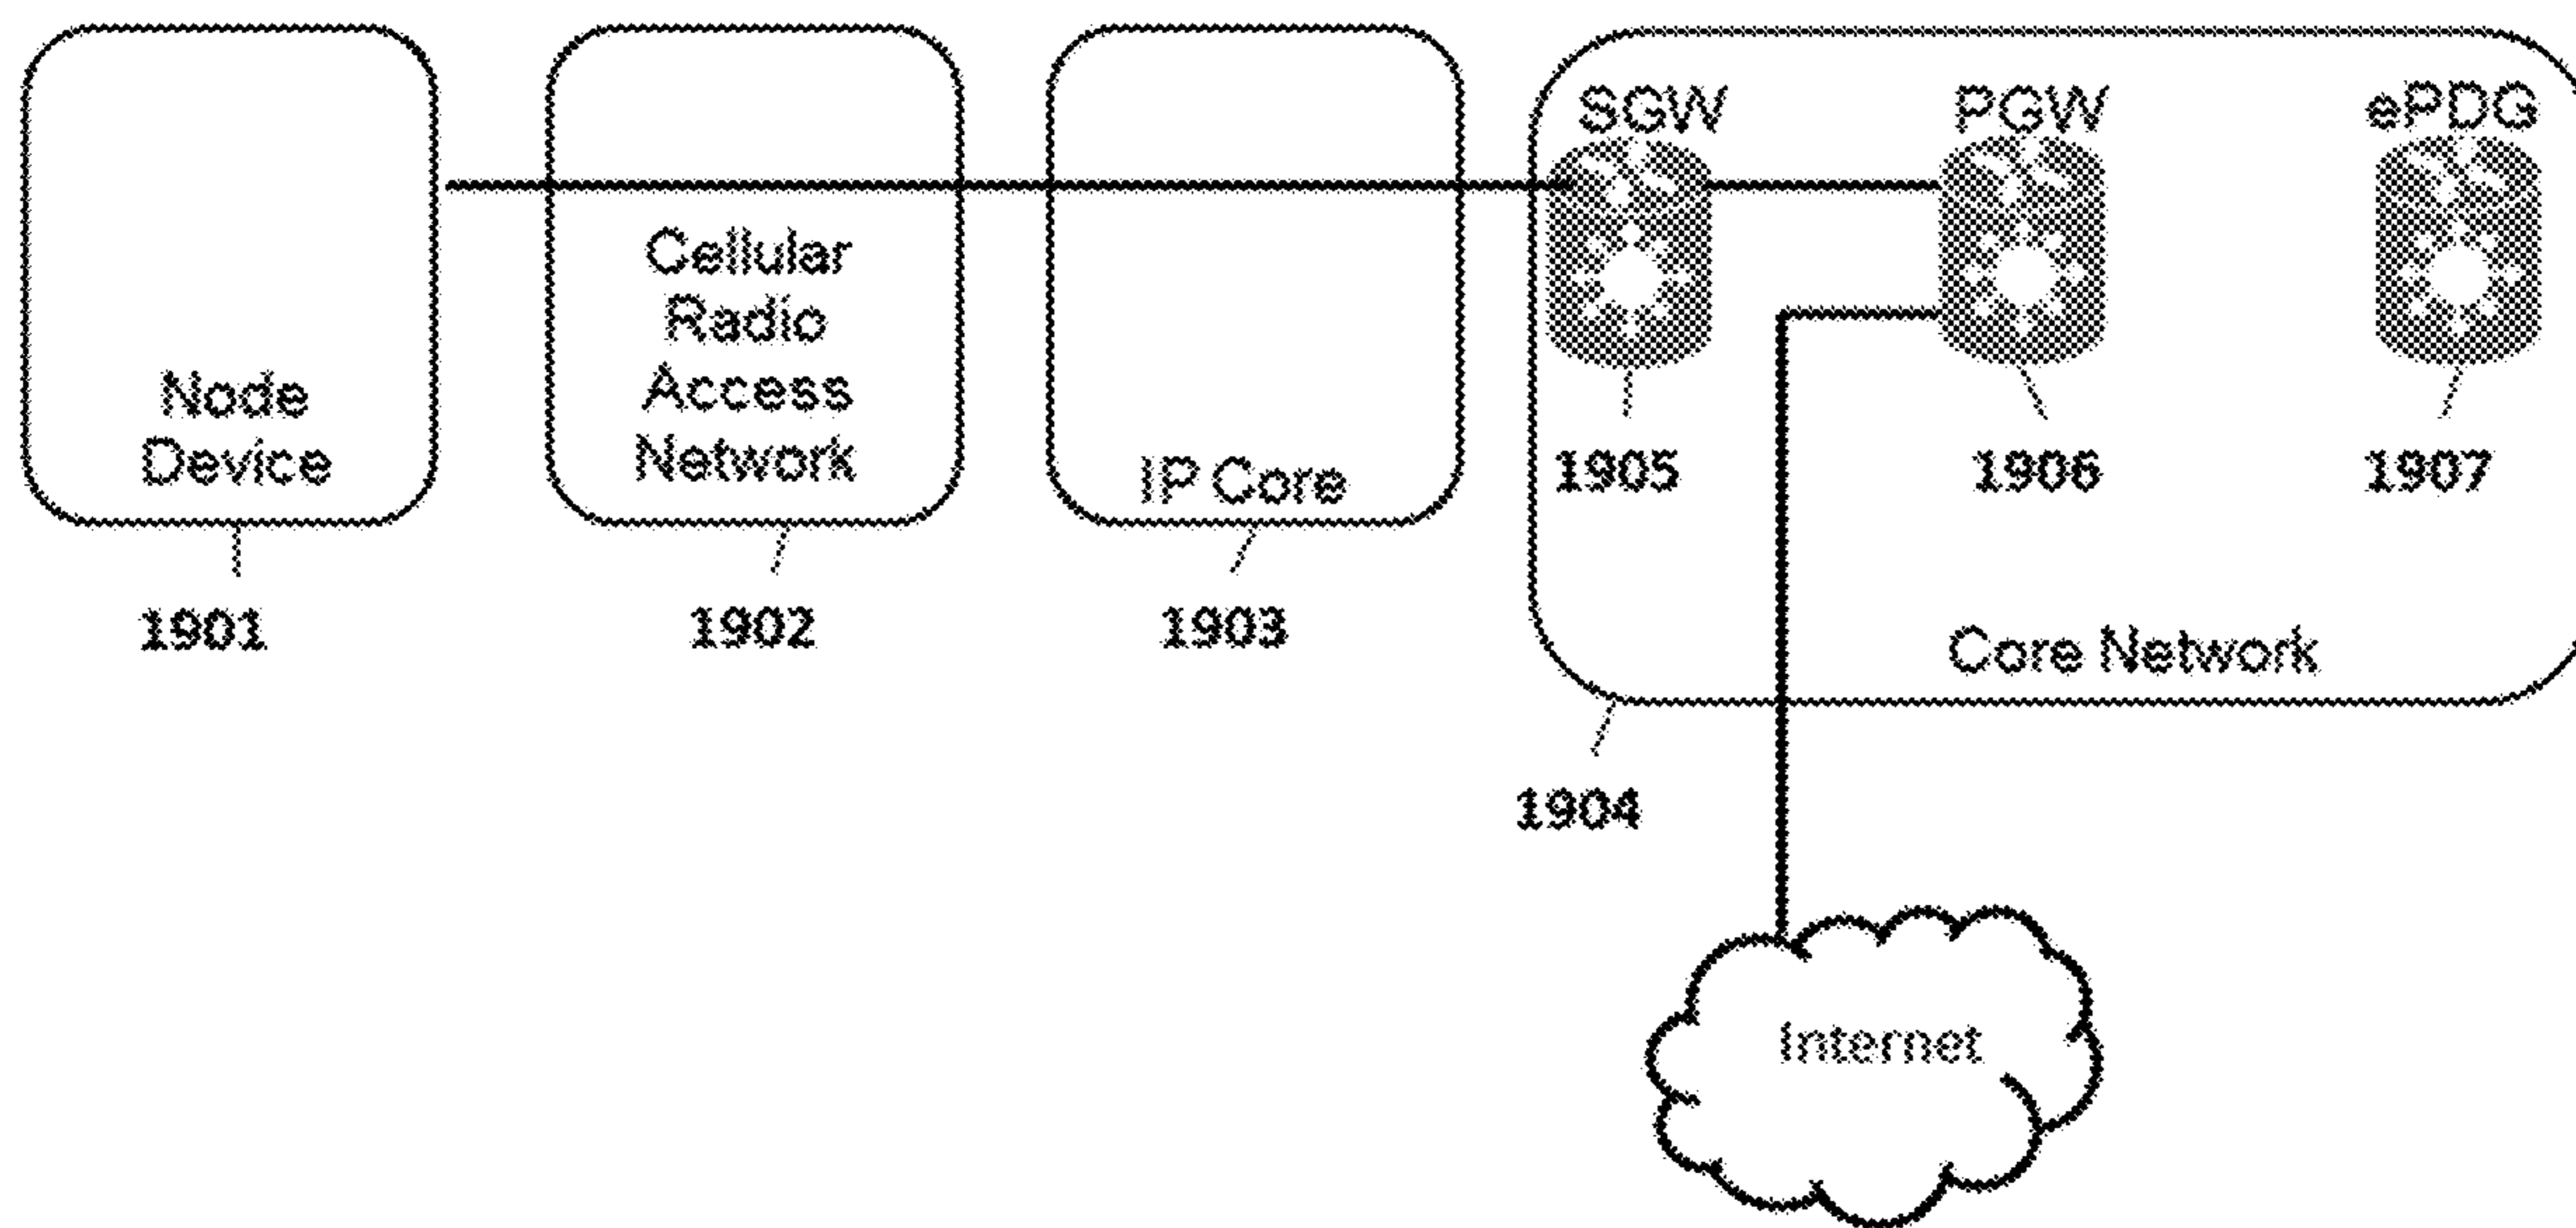 SGW
PGW
ePDG
Cellular
Radio
Access
Network
Node
Device
IP Core
1905
1906
1907
1901
1902
1903
Core Network
1904
Internet